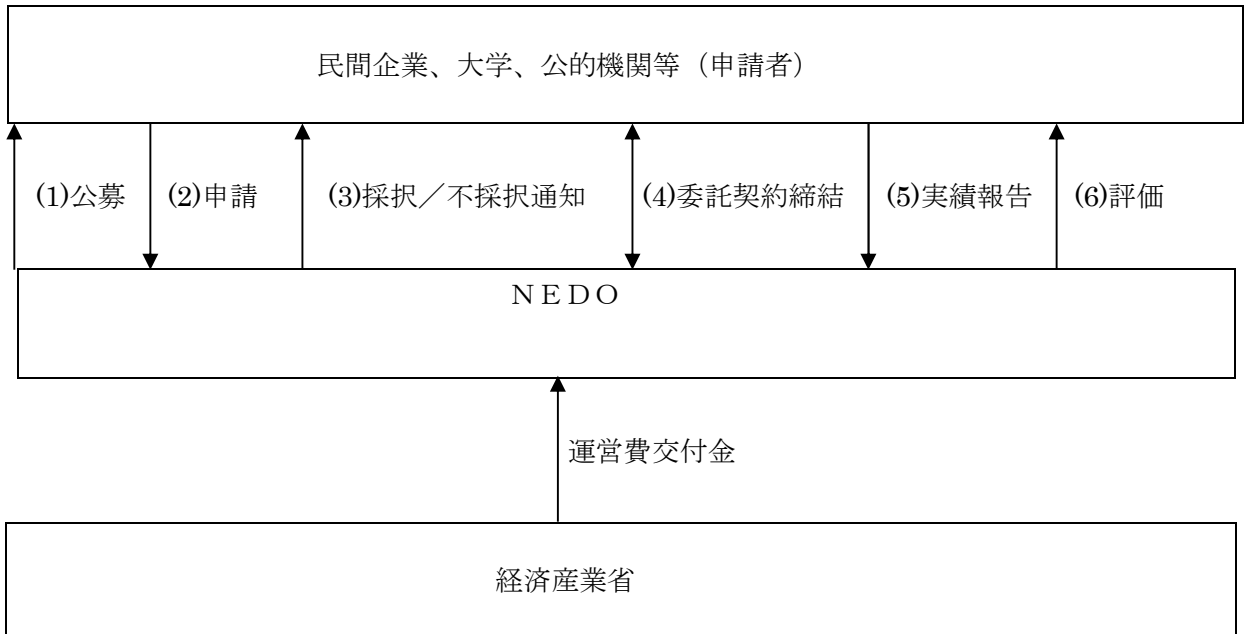 民間企業、大学、公的機関等（申請者）
(1)公募
(2)申請
(3)採択／不採択通知
(4)委託契約締結
(5)実績報告
(6)評価
ＮＥＤＯ
運営費交付金
経済産業省